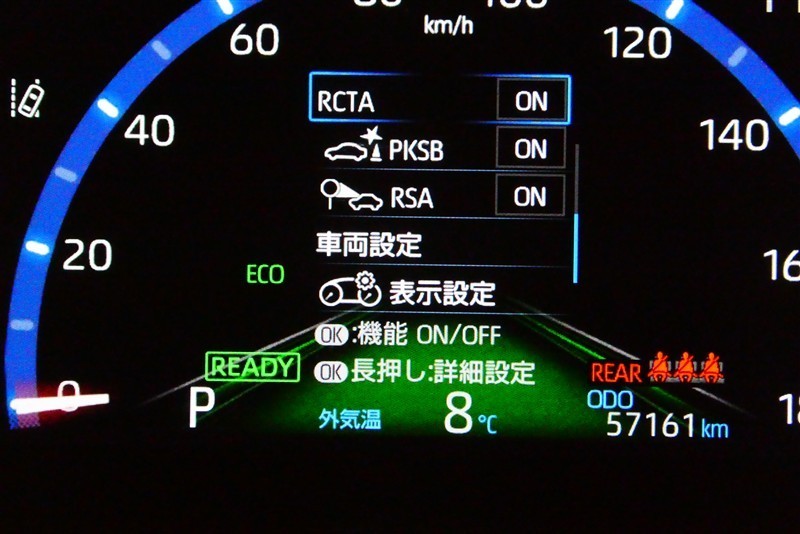 km/h
60
120
RCTA ON
40
140
PKSB ON
RSA ON
車両設定
20
ECO
表示設定
OK:機能 ON/OFF
READY
OK長押し:詳細設定
REAR
0
P
外気温 8℃
ODO
57161km